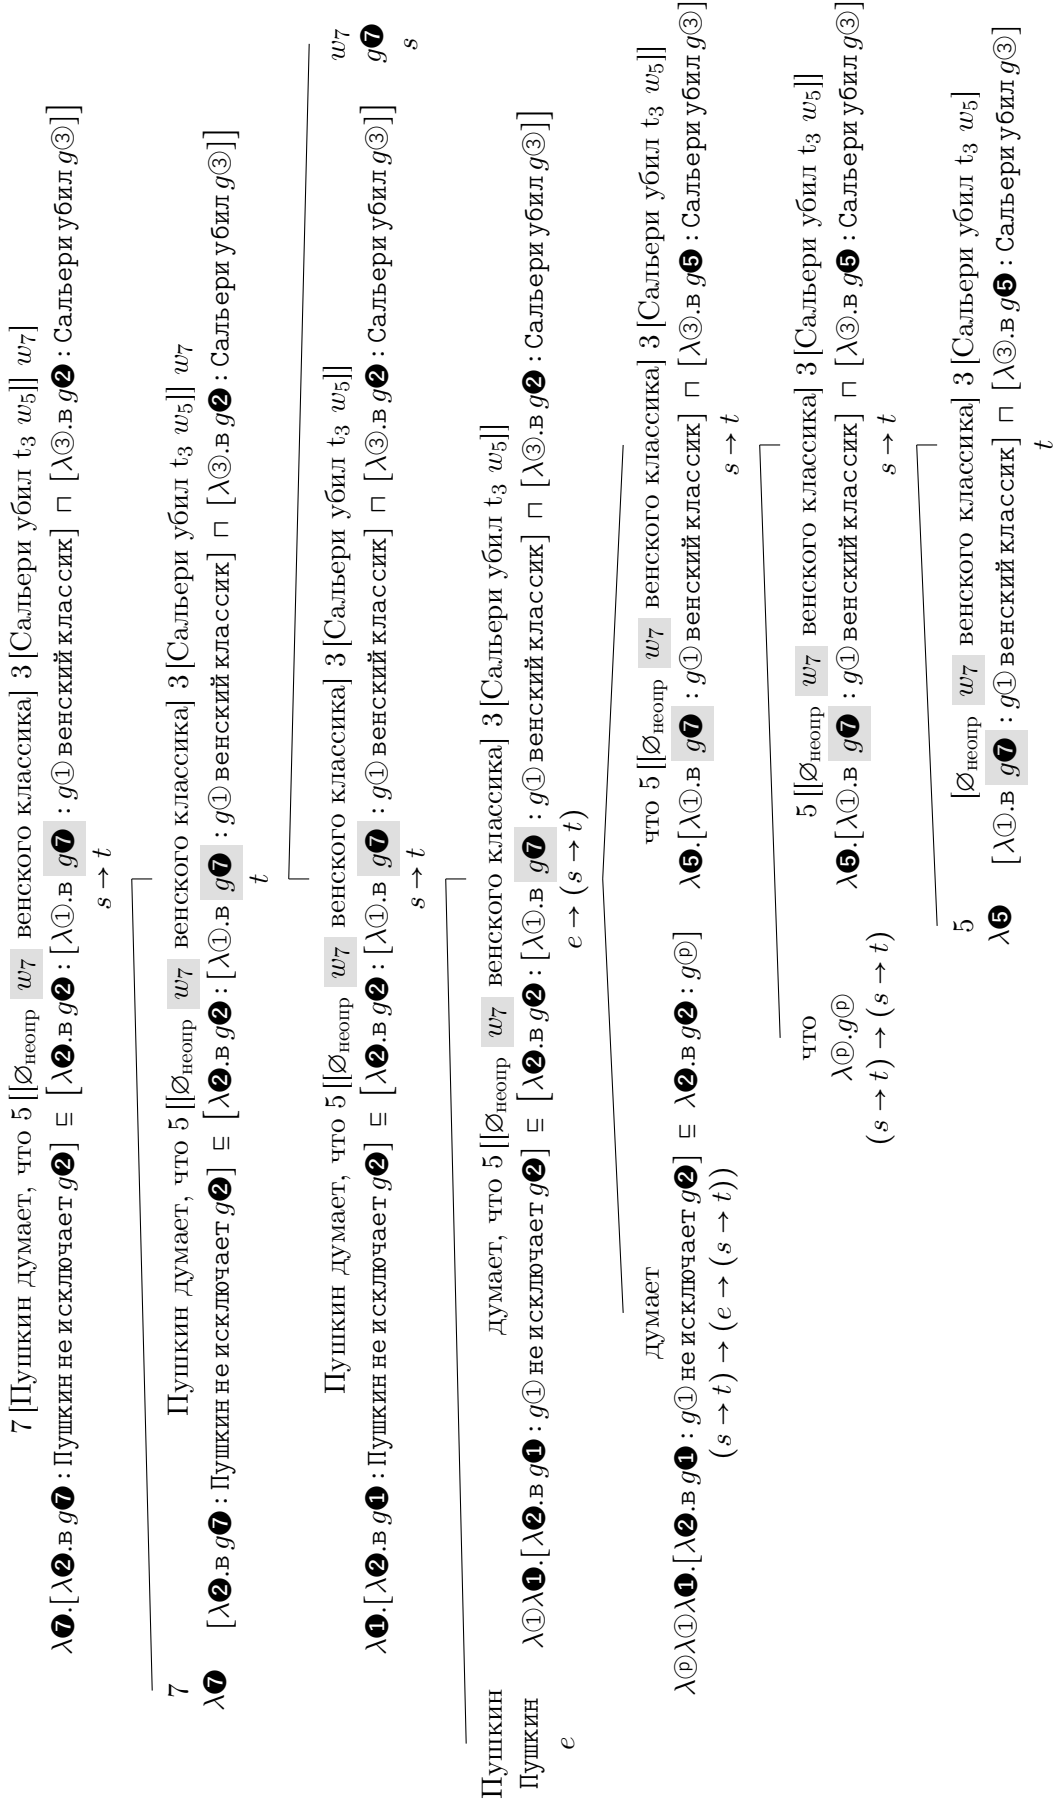 7 [Пушкин думает, что 5 [[∅неопр w₇ венского классика] 3 [Сальери убил t₃ w₅]] w₇]
λ❼.[λ❷.в g❼ : Пушкин не исключает g❷] ⊑ [λ❷.в g❷ : [λ①.в g❼ : g① венский классик] ⊓ [λ③.в g❷ : Сальери убил g③]]
s → t
7
λ❼
Пушкин думает, что 5 [[∅неопр w₇ венского классика] 3 [Сальери убил t₃ w₅]] w₇
[λ❷.в g❼ : Пушкин не исключает g❷] ⊑ [λ❷.в g❷ : [λ①.в g❼ : g① венский классик] ⊓ [λ③.в g❷ : Сальери убил g③]]
t
Пушкин думает, что 5 [[∅неопр w₇ венского классика] 3 [Сальери убил t₃ w₅]]
λ❶.[λ❷.в g❶ : Пушкин не исключает g❷] ⊑ [λ❷.в g❷ : [λ①.в g❼ : g① венский классик] ⊓ [λ③.в g❷ : Сальери убил g③]]
s → t
w₇
g❼
s
Пушкин
Пушкин
e
думает, что 5 [[∅неопр w₇ венского классика] 3 [Сальери убил t₃ w₅]]
λ①λ❶.[λ❷.в g❶ : g① не исключает g❷] ⊑ [λ❷.в g❷ : [λ①.в g❼ : g① венский классик] ⊓ [λ③.в g❷ : Сальери убил g③]]
e → (s → t)
думает
λⓟλ①λ❶.[λ❷.в g❶ : g① не исключает g❷] ⊑ λ❷.в g❷ : gⓟ]
(s → t) → (e → (s → t))
что 5 [[∅неопр w₇ венского классика] 3 [Сальери убил t₃ w₅]]
λ❺.[λ①.в g❼ : g① венский классик] ⊓ [λ③.в g❺ : Сальери убил g③]
s → t
что
λⓟ.gⓟ
(s → t) → (s → t)
5 [[∅неопр w₇ венского классика] 3 [Сальери убил t₃ w₅]]
λ❺.[λ①.в g❼ : g① венский классик] ⊓ [λ③.в g❺ : Сальери убил g③]
s → t
5
λ❺
[∅неопр w₇ венского классика] 3 [Сальери убил t₃ w₅]
[λ①.в g❼ : g① венский классик] ⊓ [λ③.в g❺ : Сальери убил g③]
t